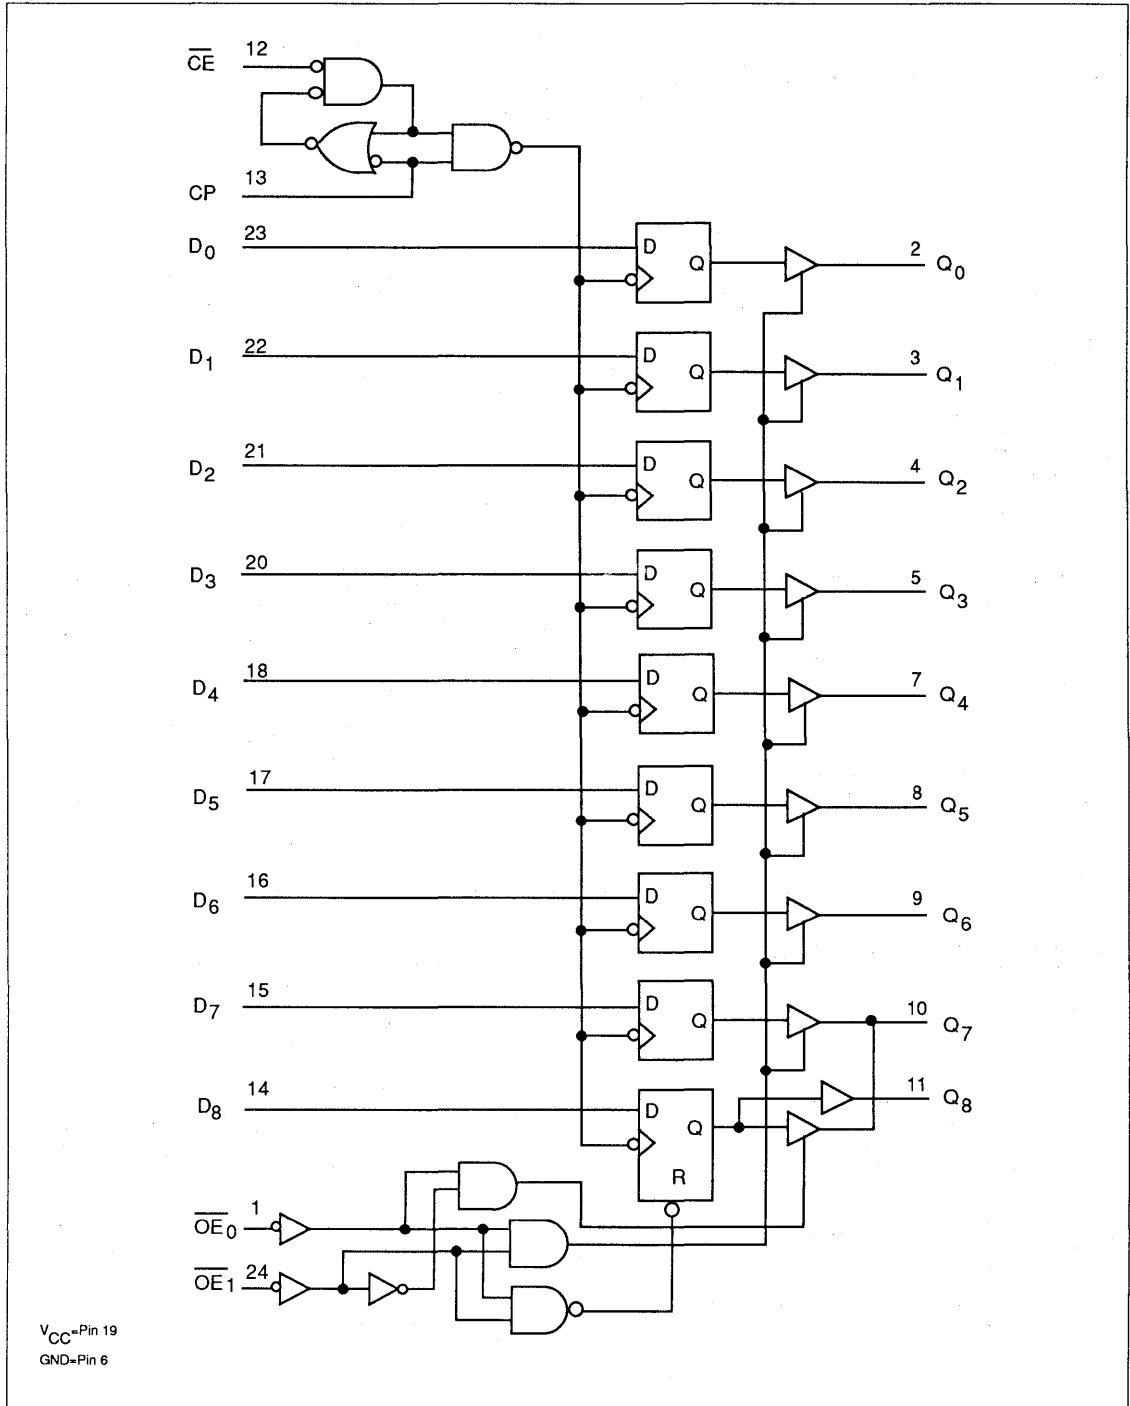 CE 12
CP 13
D0 23 D Q 2 Q0
D1 22 D Q 3 Q1
D2 21 D Q 4 Q2
D3 20 D Q 5 Q3
D4 18 D Q 7 Q4
D5 17 D Q 8 Q5
D6 16 D Q 9 Q6
D7 15 D Q 10 Q7
D8 14 D Q 11 Q8
R
OE0 1
OE1 24
VCC=Pin 19
GND=Pin 6